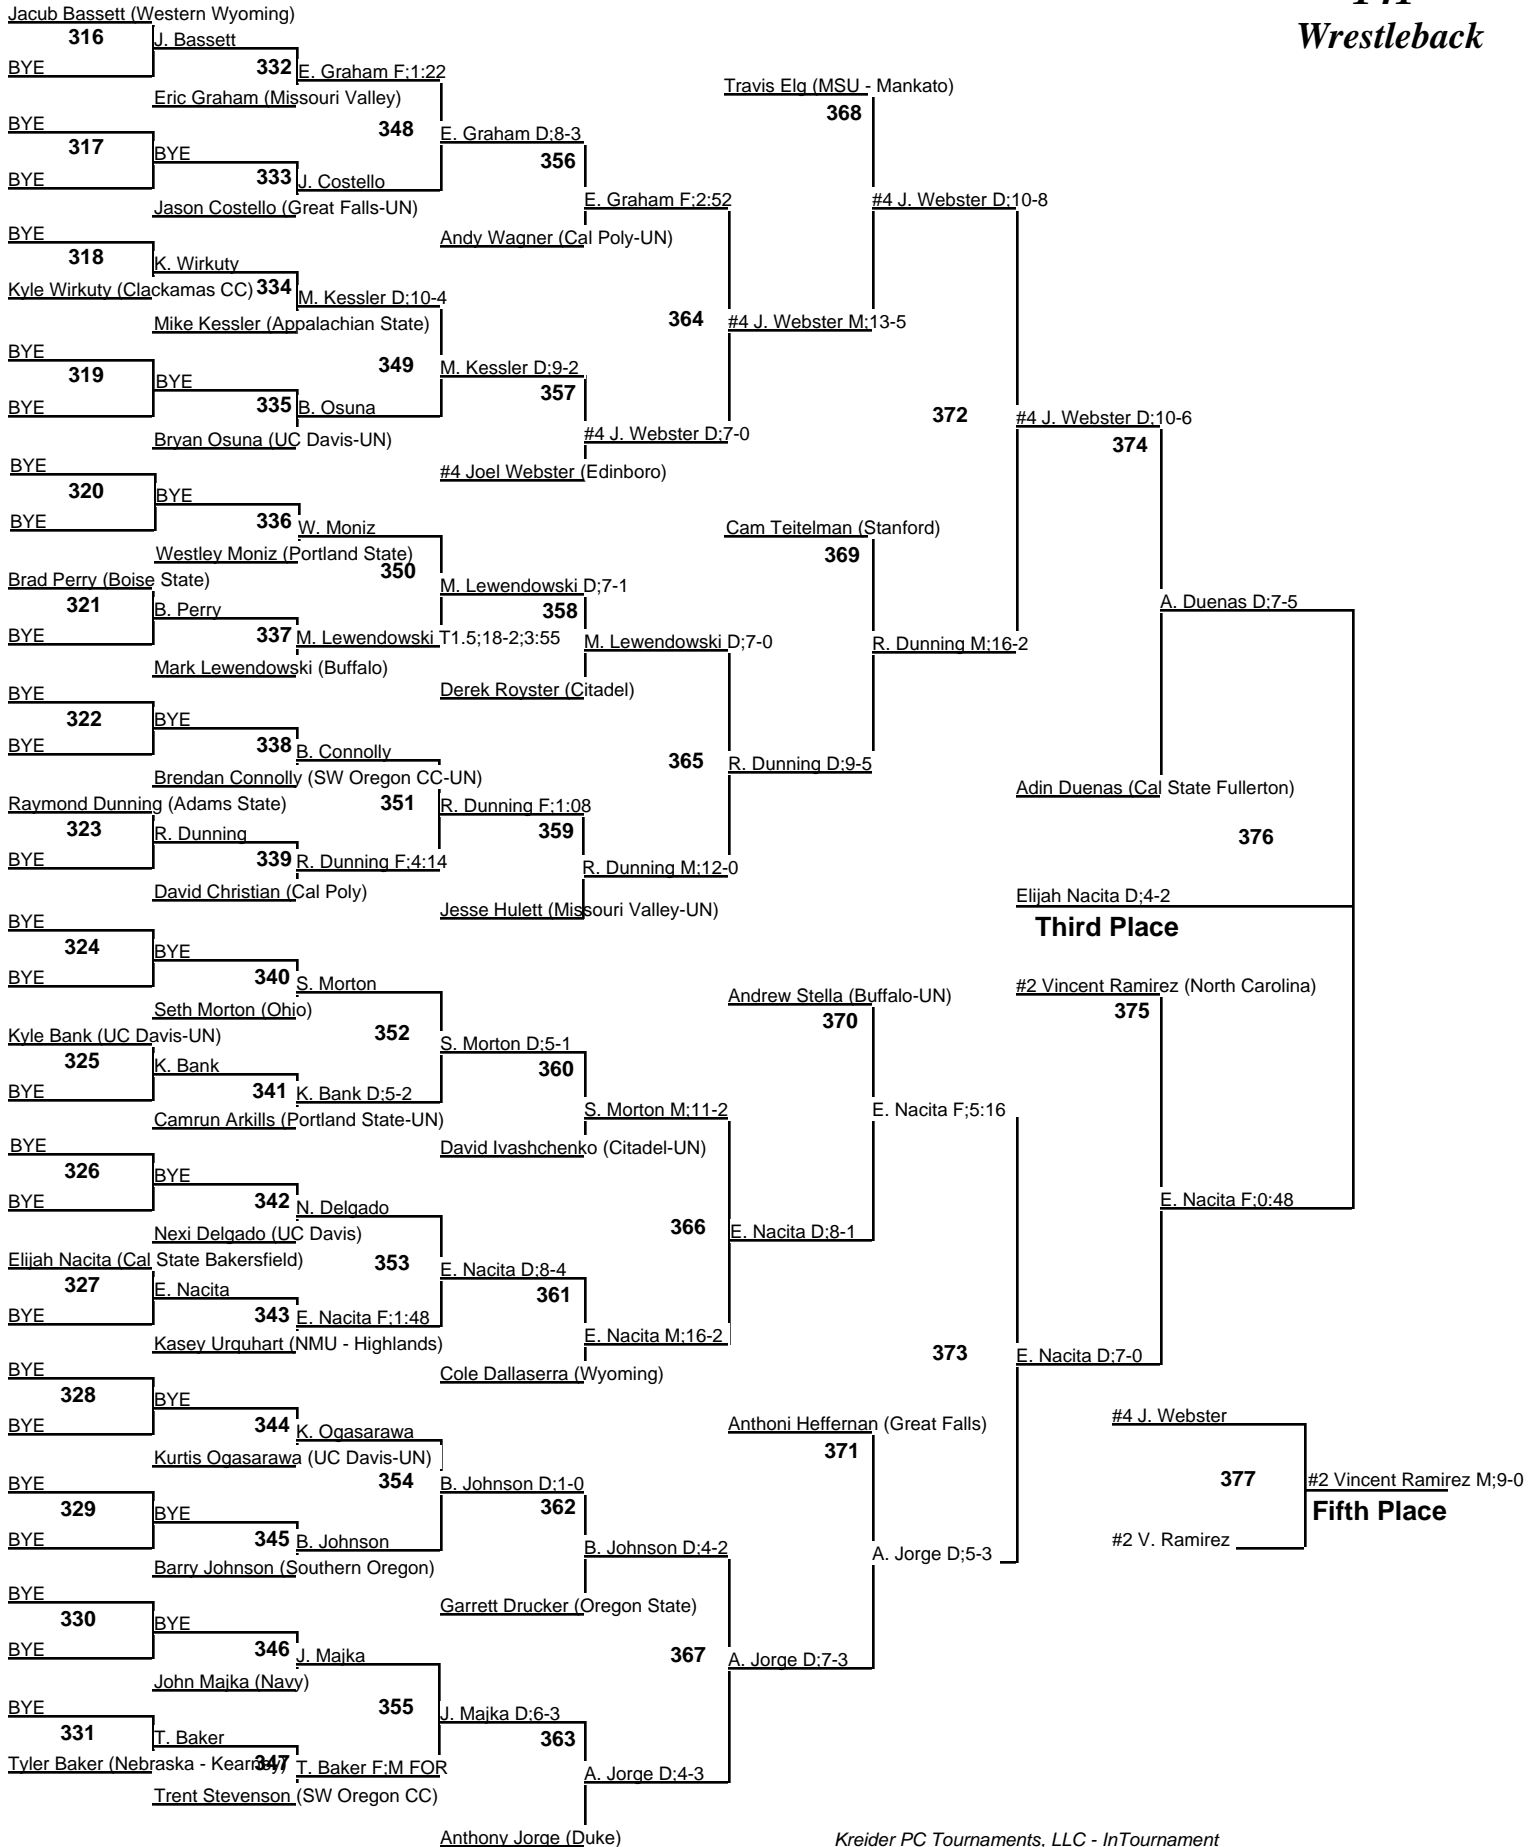 Wrestleback
Jacub Bassett (Western Wyoming)
316
J. Bassett
BYE
332
E. Graham F;1:22
Eric Graham (Missouri Valley)
Travis Elg (MSU - Mankato)
368
BYE
317
348
E. Graham D;8-3
BYE
356
BYE
333
J. Costello
E. Graham F;2:52
#4 J. Webster D;10-8
Jason Costello (Great Falls-UN)
Andy Wagner (Cal Poly-UN)
BYE
318
K. Wirkuty
Kyle Wirkuty (Clackamas CC)
334
M. Kessler D;10-4
Mike Kessler (Appalachian State)
364
#4 J. Webster M;13-5
BYE
319
349
M. Kessler D;9-2
BYE
357
BYE
335
B. Osuna
372
#4 J. Webster D;10-6
Bryan Osuna (UC Davis-UN)
#4 J. Webster D;7-0
374
BYE
#4 Joel Webster (Edinboro)
320
BYE
BYE
336
W. Moniz
Cam Teitelman (Stanford)
Westley Moniz (Portland State)
369
350
Brad Perry (Boise State)
M. Lewendowski D;7-1
321
B. Perry
358
A. Duenas D;7-5
BYE
337
M. Lewendowski T1.5;18-2;3:55
M. Lewendowski D;7-0
R. Dunning M;16-2
Mark Lewendowski (Buffalo)
Derek Royster (Citadel)
BYE
322
BYE
BYE
338
B. Connolly
365
R. Dunning D;9-5
Brendan Connolly (SW Oregon CC-UN)
Adin Duenas (Cal State Fullerton)
Raymond Dunning (Adams State)
351
R. Dunning F;1:08
323
R. Dunning
359
376
BYE
339
R. Dunning F;4:14
R. Dunning M;12-0
David Christian (Cal Poly)
Elijah Nacita D;4-2
Jesse Hulett (Missouri Valley-UN)
Third Place
BYE
324
BYE
BYE
340
S. Morton
Andrew Stella (Buffalo-UN)
#2 Vincent Ramirez (North Carolina)
Seth Morton (Ohio)
370
375
Kyle Bank (UC Davis-UN)
352
S. Morton D;5-1
325
K. Bank
360
BYE
341
K. Bank D;5-2
S. Morton M;11-2
E. Nacita F;5:16
Camrun Arkills (Portland State-UN)
BYE
David Ivashchenko (Citadel-UN)
326
BYE
BYE
342
N. Delgado
E. Nacita F;0:48
Nexi Delgado (UC Davis)
366
E. Nacita D;8-1
Elijah Nacita (Cal State Bakersfield)
353
E. Nacita D;8-4
327
E. Nacita
361
BYE
343
E. Nacita F;1:48
E. Nacita M;16-2
Kasey Urquhart (NMU - Highlands)
373
E. Nacita D;7-0
BYE
Cole Dallaserra (Wyoming)
328
BYE
BYE
344
K. Ogasarawa
Anthoni Heffernan (Great Falls)
#4 J. Webster
Kurtis Ogasarawa (UC Davis-UN)
371
354
B. Johnson D;1-0
377
#2 Vincent Ramirez M;9-0
BYE
329
BYE
362
Fifth Place
BYE
345
B. Johnson
B. Johnson D;4-2
A. Jorge D;5-3
#2 V. Ramirez
Barry Johnson (Southern Oregon)
BYE
Garrett Drucker (Oregon State)
330
BYE
BYE
346
J. Majka
367
A. Jorge D;7-3
John Majka (Navy)
BYE
355
J. Majka D;6-3
331
T. Baker
363
Tyler Baker (Nebraska - Kearney)
347
T. Baker F;M FOR
A. Jorge D;4-3
Trent Stevenson (SW Oregon CC)
Anthony Jorge (Duke)
Kreider PC Tournaments, LLC - InTournament